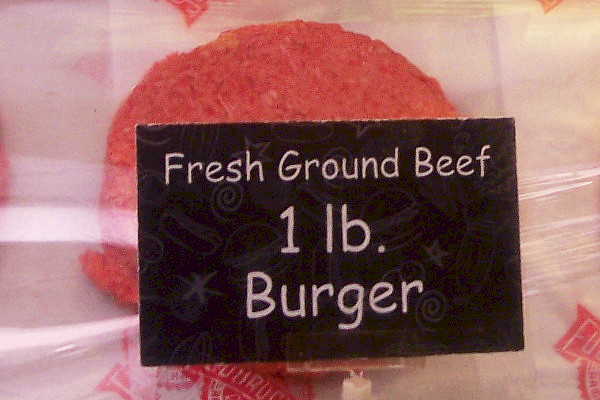 Fresh Ground Beef
1 lb.
Burger